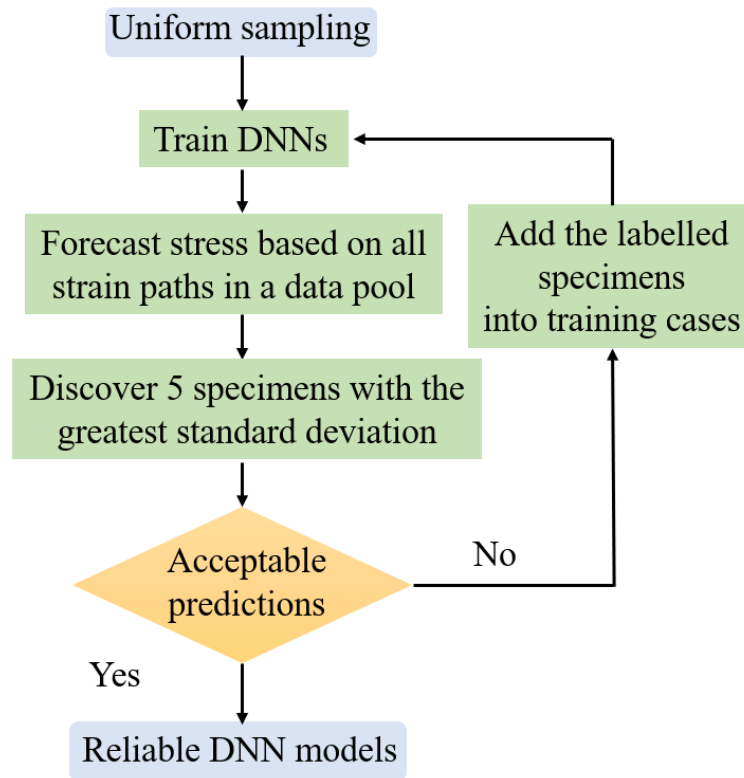 Uniform sampling
Train DNNs
Forecast stress based on all
strain paths in a data pool
Discover 5 specimens with the
greatest standard deviation
Acceptable
predictions
No
Add the labelled
specimens
into training cases
Yes
Reliable DNN models